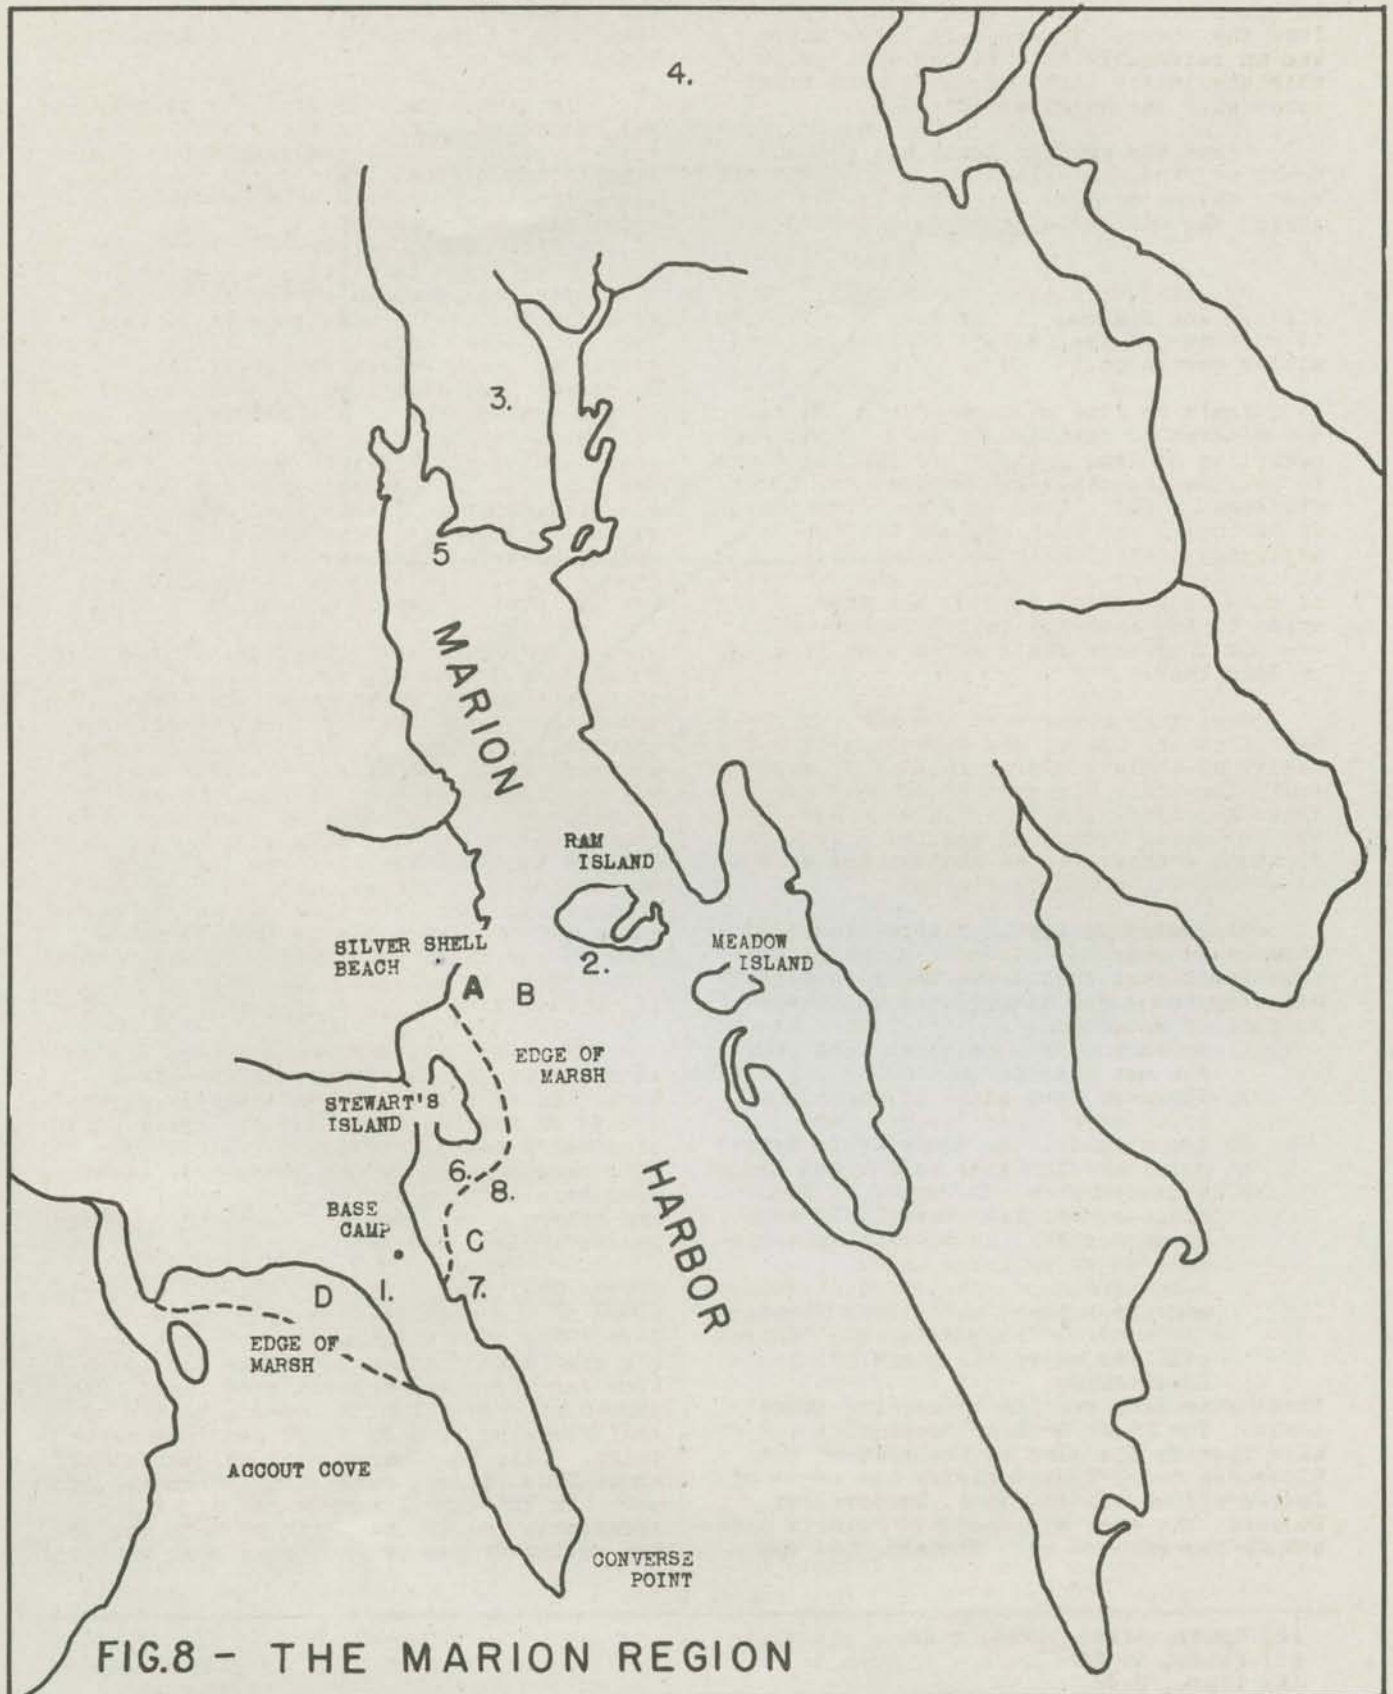 4.
3.
5
MARION
RAM
ISLAND
SILVER SHELL
BEACH
2.
MEADOW
ISLAND
A
B
EDGE OF
MARSH
STEWART'S
ISLAND
6.
8.
HARBOR
BASE
CAMP
C
1.
7.
D
EDGE OF
MARSH
ACCOUT COVE
CONVERSE
POINT
FIG.8 - THE MARION REGION